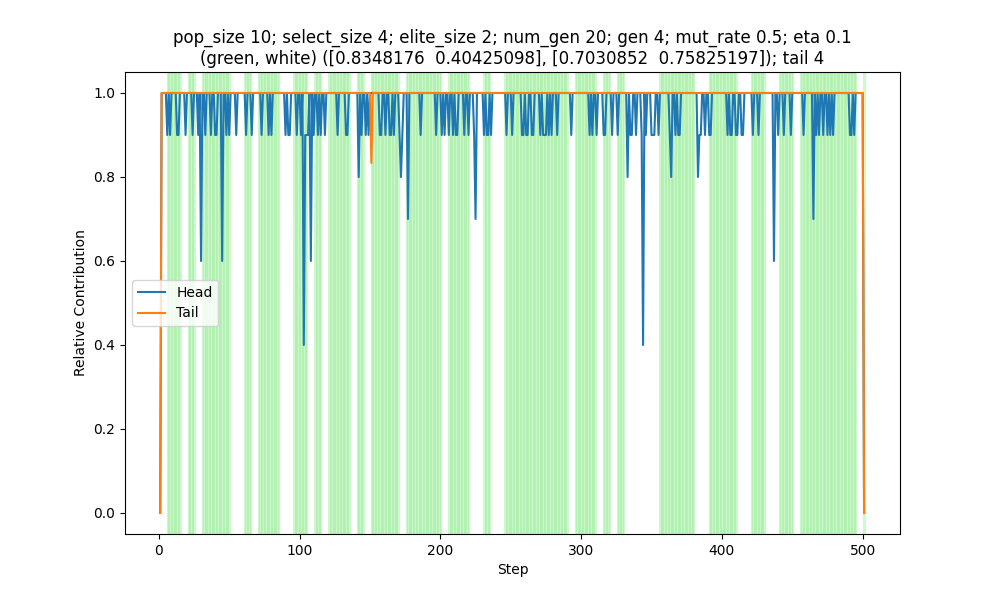 pop_size 10; select_size 4; elite_size 2; num_gen 20; gen 4; mut_rate 0.5; eta 0.1
(green, white) ([0.8348176  0.40425098], [0.7030852  0.75825197]); tail 4
1.0
0.8
0.6
0.4
0.2
0.0
Relative Contribution
Head
Tail
0
100
200
300
400
500
Step